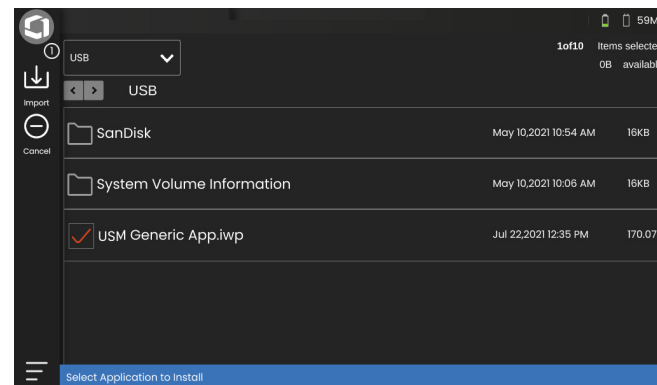 59M
1
USB
1of10 Items selecte
0B availabl
Import
< > USB
Cancel
SanDisk May 10,2021 10:54 AM 16KB
System Volume Information May 10,2021 10:06 AM 16KB
USM Generic App.iwp Jul 22,2021 12:35 PM 170.07
Select Application to Install